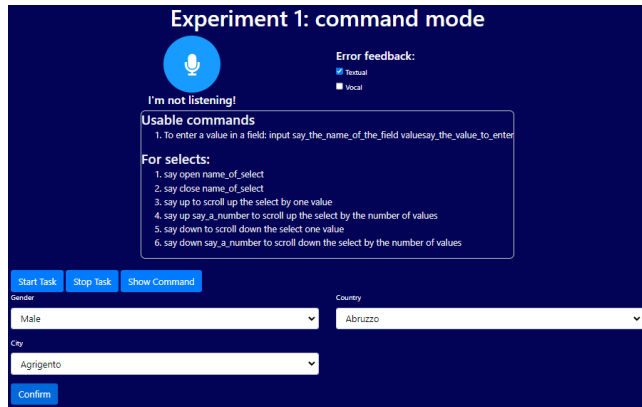 Experiment 1: command mode
I'm not listening!
Error feedback:
Textual
Vocal
Usable commands
1. To enter a value in a field: input say_the_name_of_the_field valuesay_the_value_to_enter
For selects:
1. say open name_of_select
2. say close name_of_select
3. say up to scroll up the select by one value
4. say up say_a_number to scroll up the select by the number of values
5. say down to scroll down the select one value
6. say down say_a_number to scroll down the select by the number of values
Start Task Stop Task Show Command
Gender Country
Male Abruzzo
City
Agrigento
Confirm